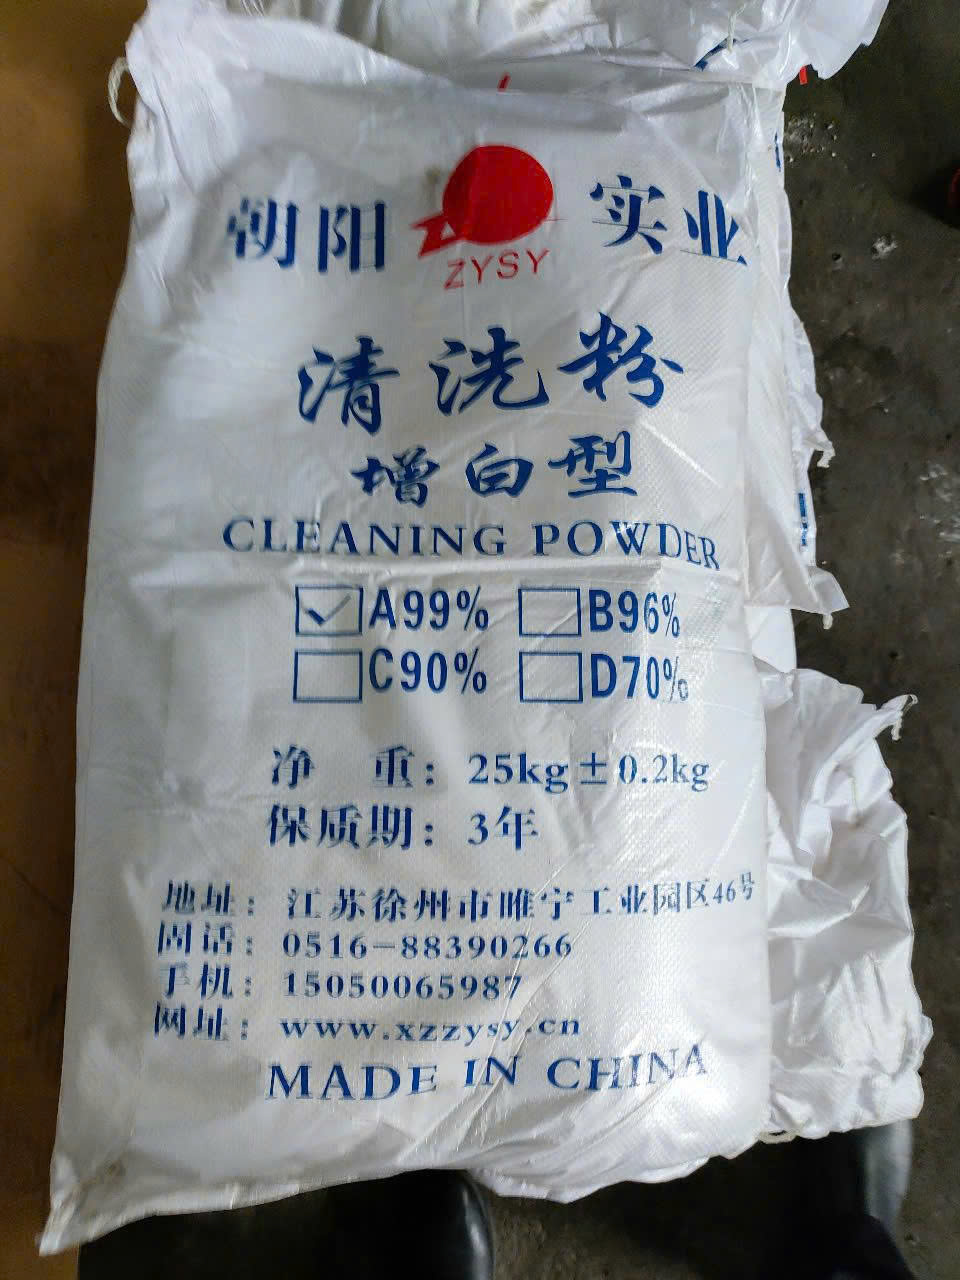 朝阳 ZYSY 实业
清洗粉
增白型
CLEANING POWDER
A99% B96%
C90% D70%
净 重：25kg±0.2kg
保质期：3年
地址：江苏徐州市睢宁工业园区46号
固话：0516-88390266
手机：15050065987
网址：www.xzzysy.cn
MADE IN CHINA